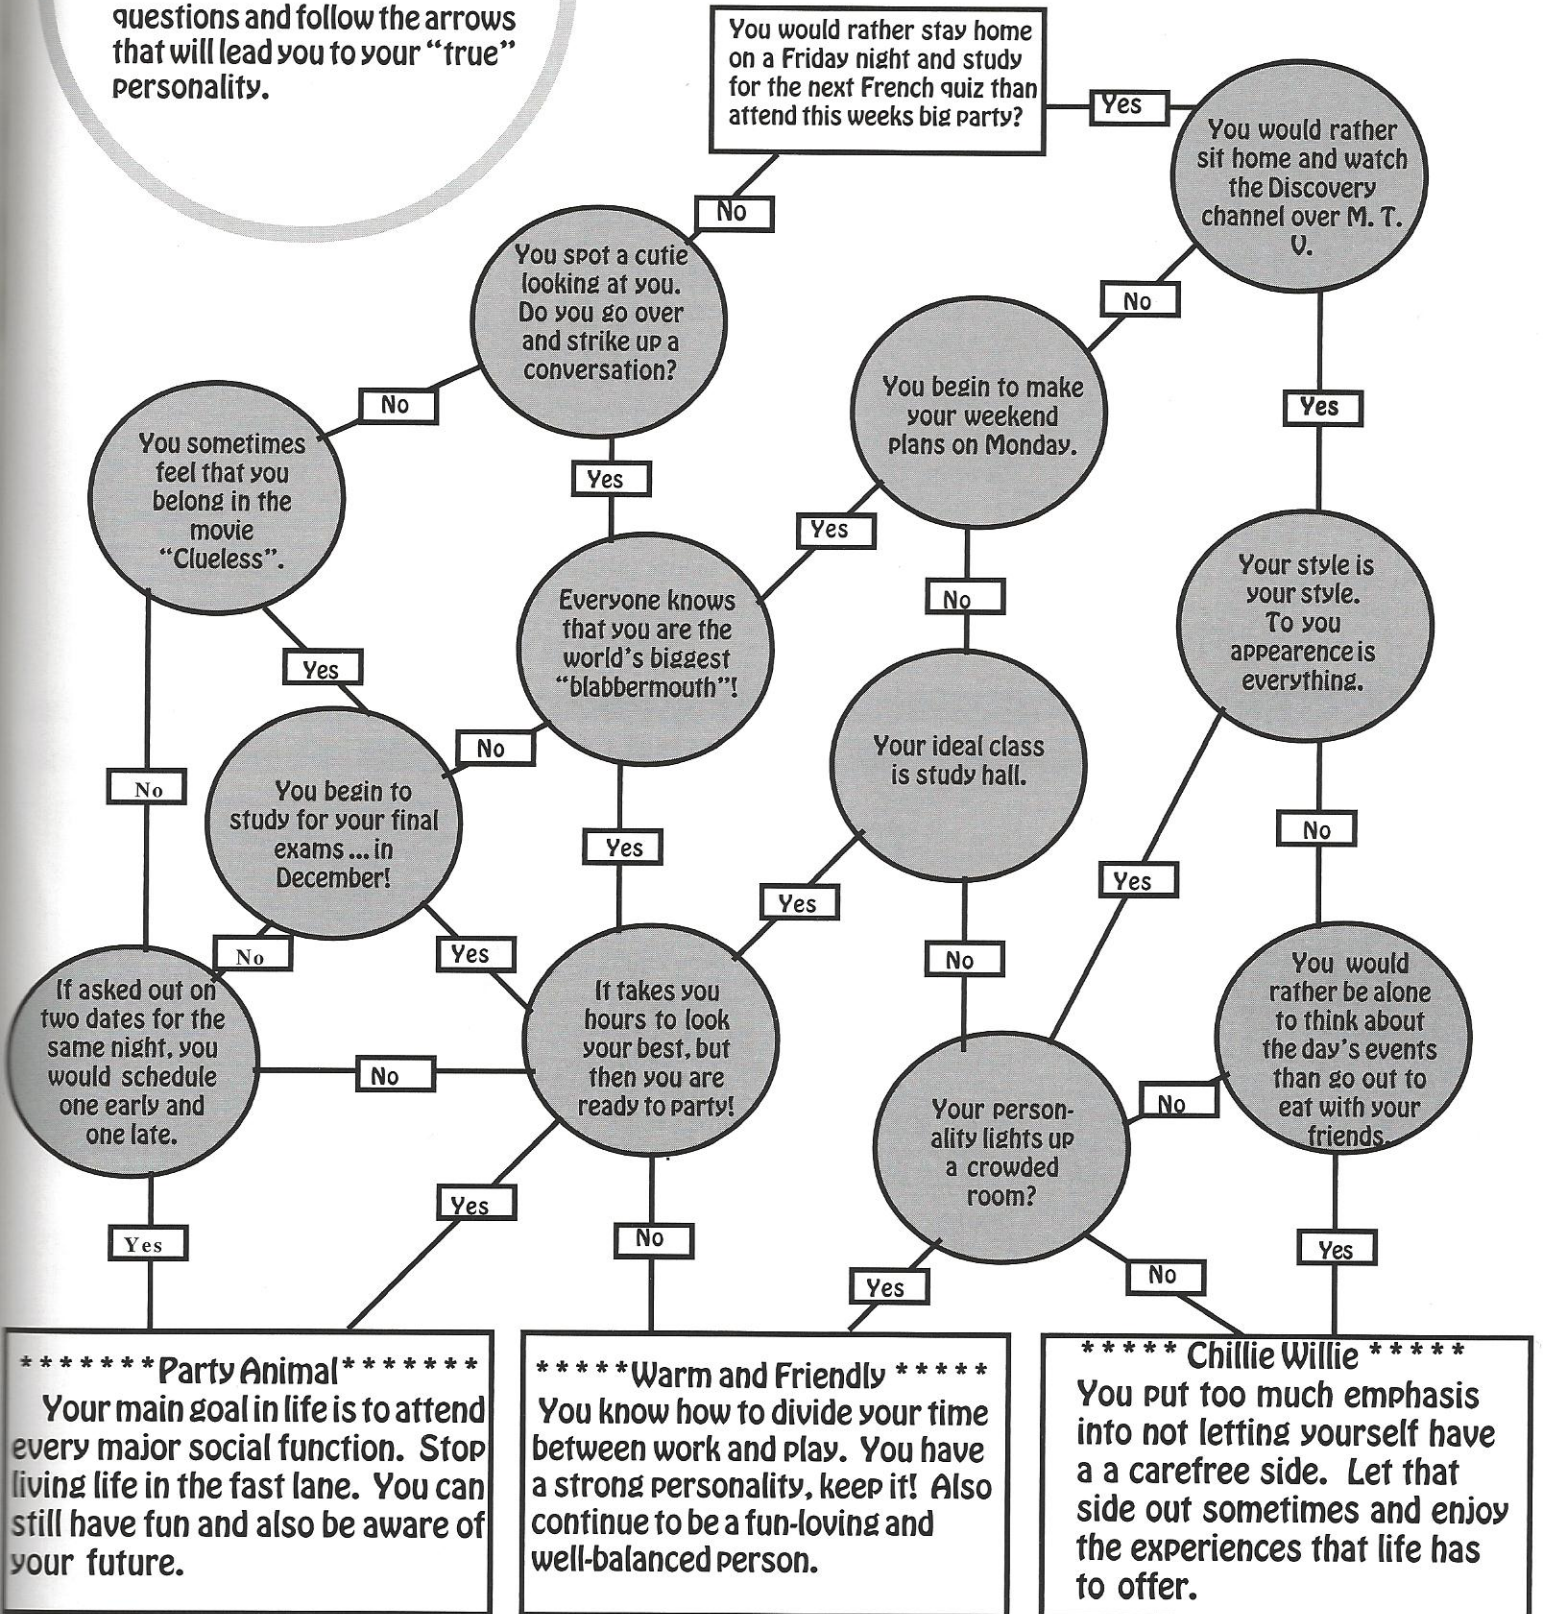 questions and follow the arrows
that will lead you to your “true”
personality.
You would rather stay home
on a Friday night and study
for the next French quiz than
attend this weeks big party?
Yes
No
You would rather
sit home and watch
the Discovery
channel over M. T.
V.
No
Yes
You spot a cutie
looking at you.
Do you go over
and strike up a
conversation?
No
Yes
You begin to make
your weekend
plans on Monday.
Yes
No
You sometimes
feel that you
belong in the
movie
“Clueless”.
Yes
No
Everyone knows
that you are the
world’s biggest
“blabbermouth”!
No
Yes
Your style is
your style.
To you
appearence is
everything.
Yes
No
Your ideal class
is study hall.
Yes
No
You begin to
study for your final
exams ... in
December!
No
Yes
If asked out on
two dates for the
same night, you
would schedule
one early and
one late.
No
Yes
It takes you
hours to look
your best, but
then you are
ready to party!
Yes
No
You would
rather be alone
to think about
the day’s events
than go out to
eat with your
friends.
No
Yes
Your person-
ality lights up
a crowded
room?
Yes
No
* * * * * * * Party Animal * * * * * * *
Your main goal in life is to attend
every major social function. Stop
living life in the fast lane. You can
still have fun and also be aware of
your future.
* * * * * Warm and Friendly * * * * *
You know how to divide your time
between work and play. You have
a strong personality, keep it! Also
continue to be a fun-loving and
well-balanced person.
* * * * * Chillie Willie * * * * *
You put too much emphasis
into not letting yourself have
a a carefree side. Let that
side out sometimes and enjoy
the experiences that life has
to offer.